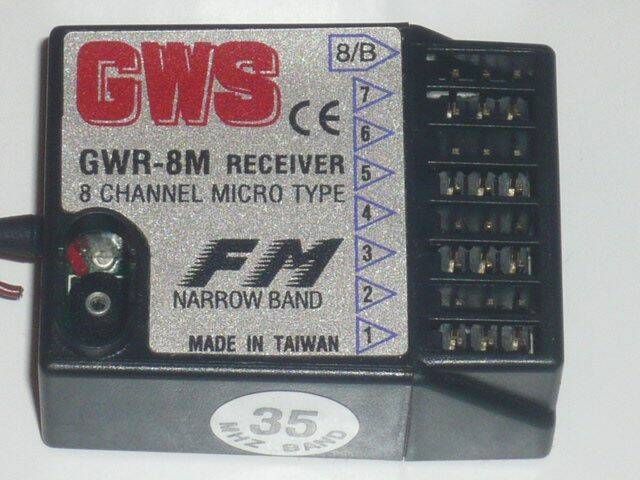 GWS
CE
GWR-8M RECEIVER
8 CHANNEL MICRO TYPE
FM
NARROW BAND
MADE IN TAIWAN
8/B
7
6
5
4
3
2
1
35
MHZ BAND